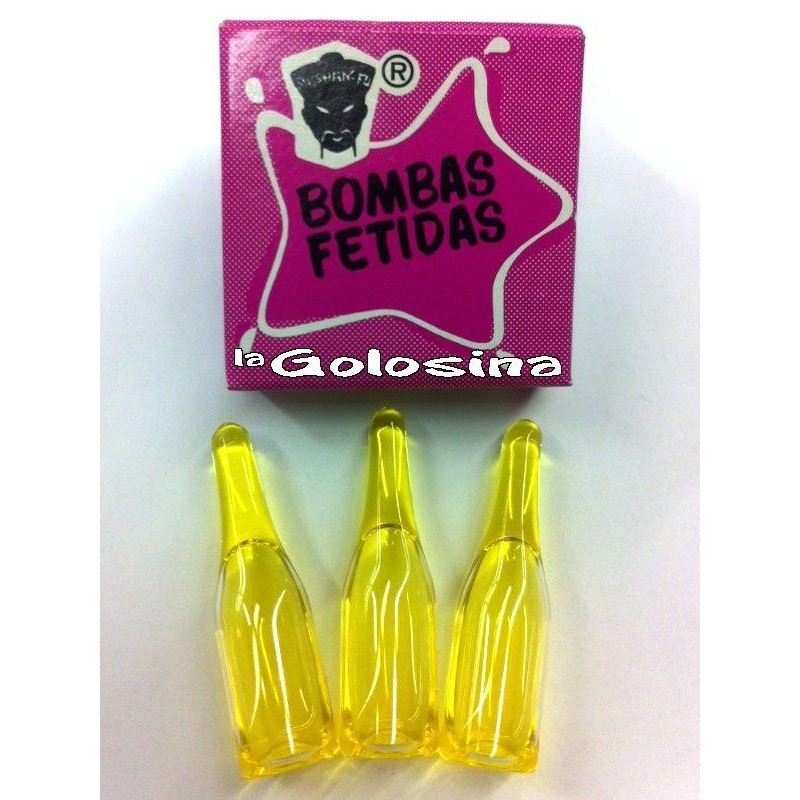 ®
BOMBAS
FETIDAS
la Golosina